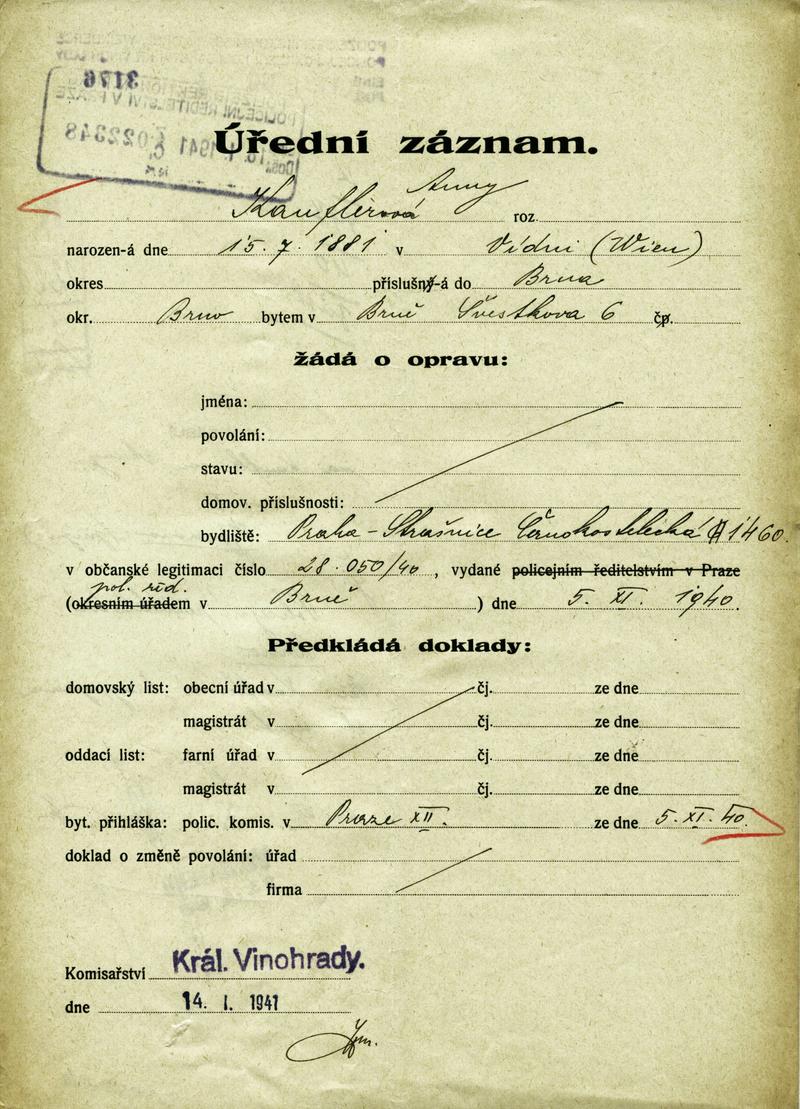 3176
POLICEJNÍ ŘEDITELSTVÍ V PRAZE
1941 022348
Úřední záznam.
Anny
Kauflerová roz.
narozen-á dne 15. 7. 1881 v Vídni (Wien)
okres příslušný-á do Brna
okr. Brno bytem v Brně Švestkova 6 čp.
žádá o opravu:
jména:
povolání:
stavu:
domov. příslušnosti:
bydliště: Praha - Strašnice Černokostelecká 1460.
v občanské legitimaci číslo 28.050/40, vydané policejním ředitelstvím v Praze
pol. řed.
(okresním úřadem v Brně ) dne 5. XI. 1940.
Předkládá doklady:
domovský list: obecní úřad v čj. ze dne
magistrát v čj. ze dne
oddací list: farní úřad v čj. ze dne
magistrát v čj. ze dne
byt. přihláška: polic. komis. v Praze XII. ze dne 5. XI. 40.
doklad o změně povolání: úřad
firma
Komisařství Král. Vinohrady.
dne 14. I. 1941